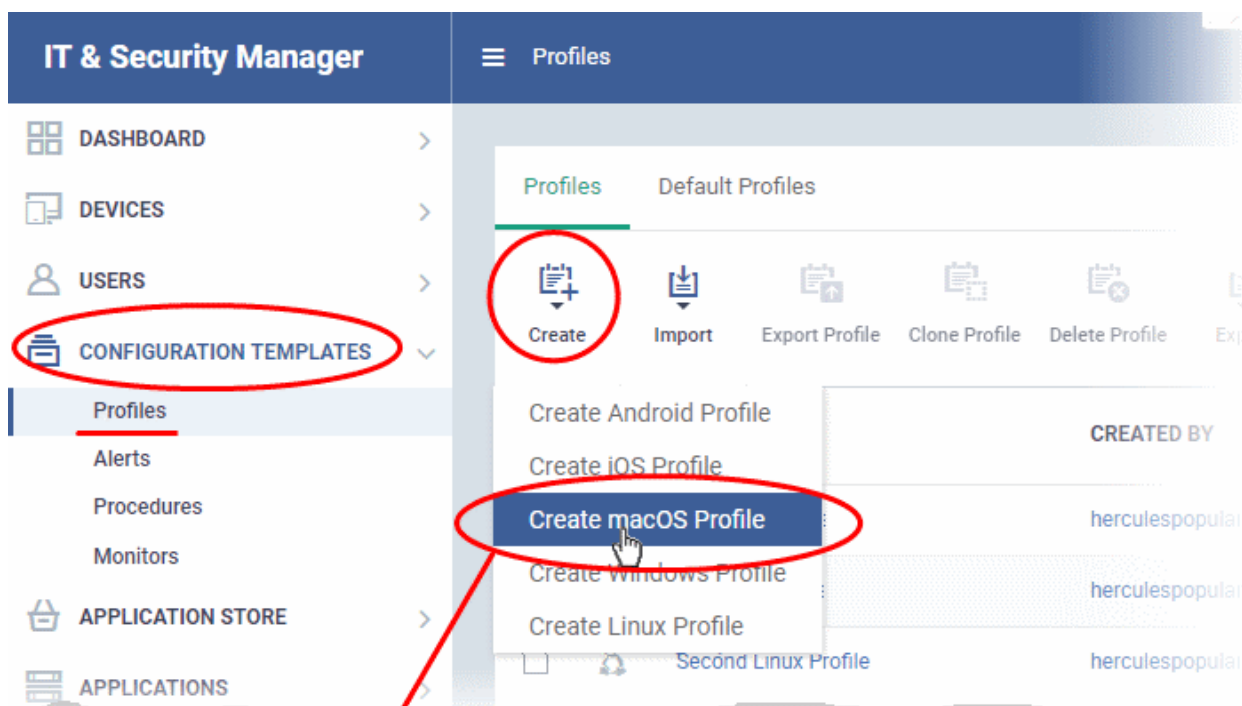 IT & Security Manager
Profiles
DASHBOARD
DEVICES
USERS
CONFIGURATION TEMPLATES
Profiles
Alerts
Procedures
Monitors
APPLICATION STORE
APPLICATIONS
Profiles Default Profiles
Create Import Export Profile Clone Profile Delete Profile
Create Android Profile
Create iOS Profile
Create macOS Profile
Create Windows Profile
Create Linux Profile
CREATED BY
herculespopular
herculespopular
Second Linux Profile herculespopular